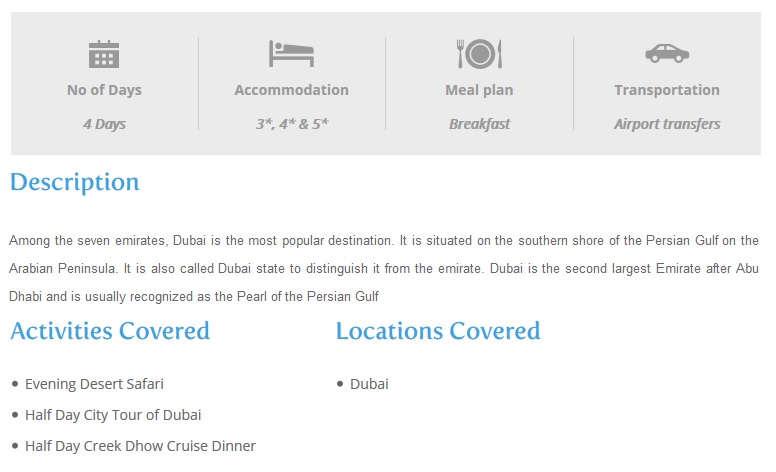 No of Days
4 Days
Accommodation
3*, 4* & 5*
Meal plan
Breakfast
Transportation
Airport transfers
Description
Among the seven emirates, Dubai is the most popular destination. It is situated on the southern shore of the Persian Gulf on the
Arabian Peninsula. It is also called Dubai state to distinguish it from the emirate. Dubai is the second largest Emirate after Abu
Dhabi and is usually recognized as the Pearl of the Persian Gulf
Activities Covered
Evening Desert Safari
Half Day City Tour of Dubai
Half Day Creek Dhow Cruise Dinner
Locations Covered
Dubai